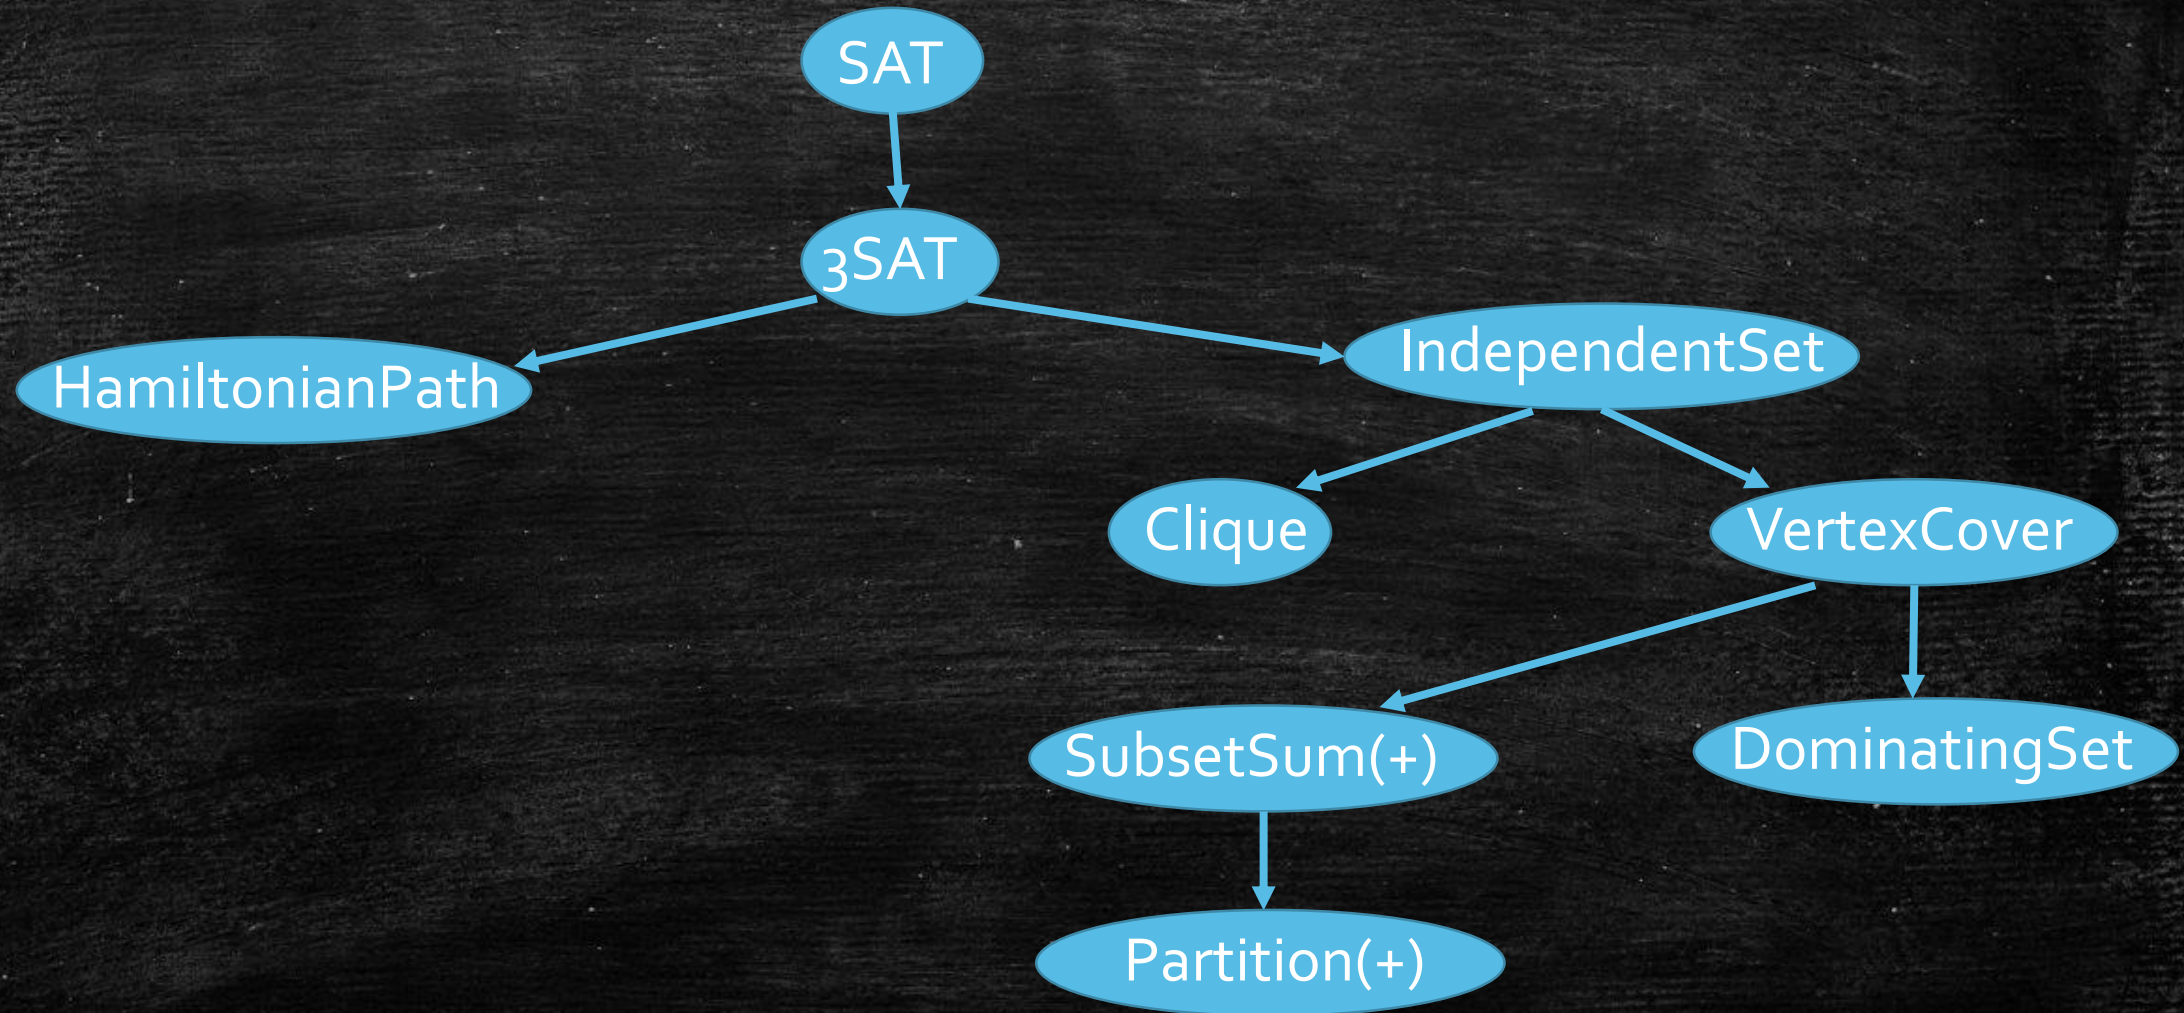 SAT
3SAT
HamiltonianPath
IndependentSet
Clique
VertexCover
SubsetSum(+)
DominatingSet
Partition(+)